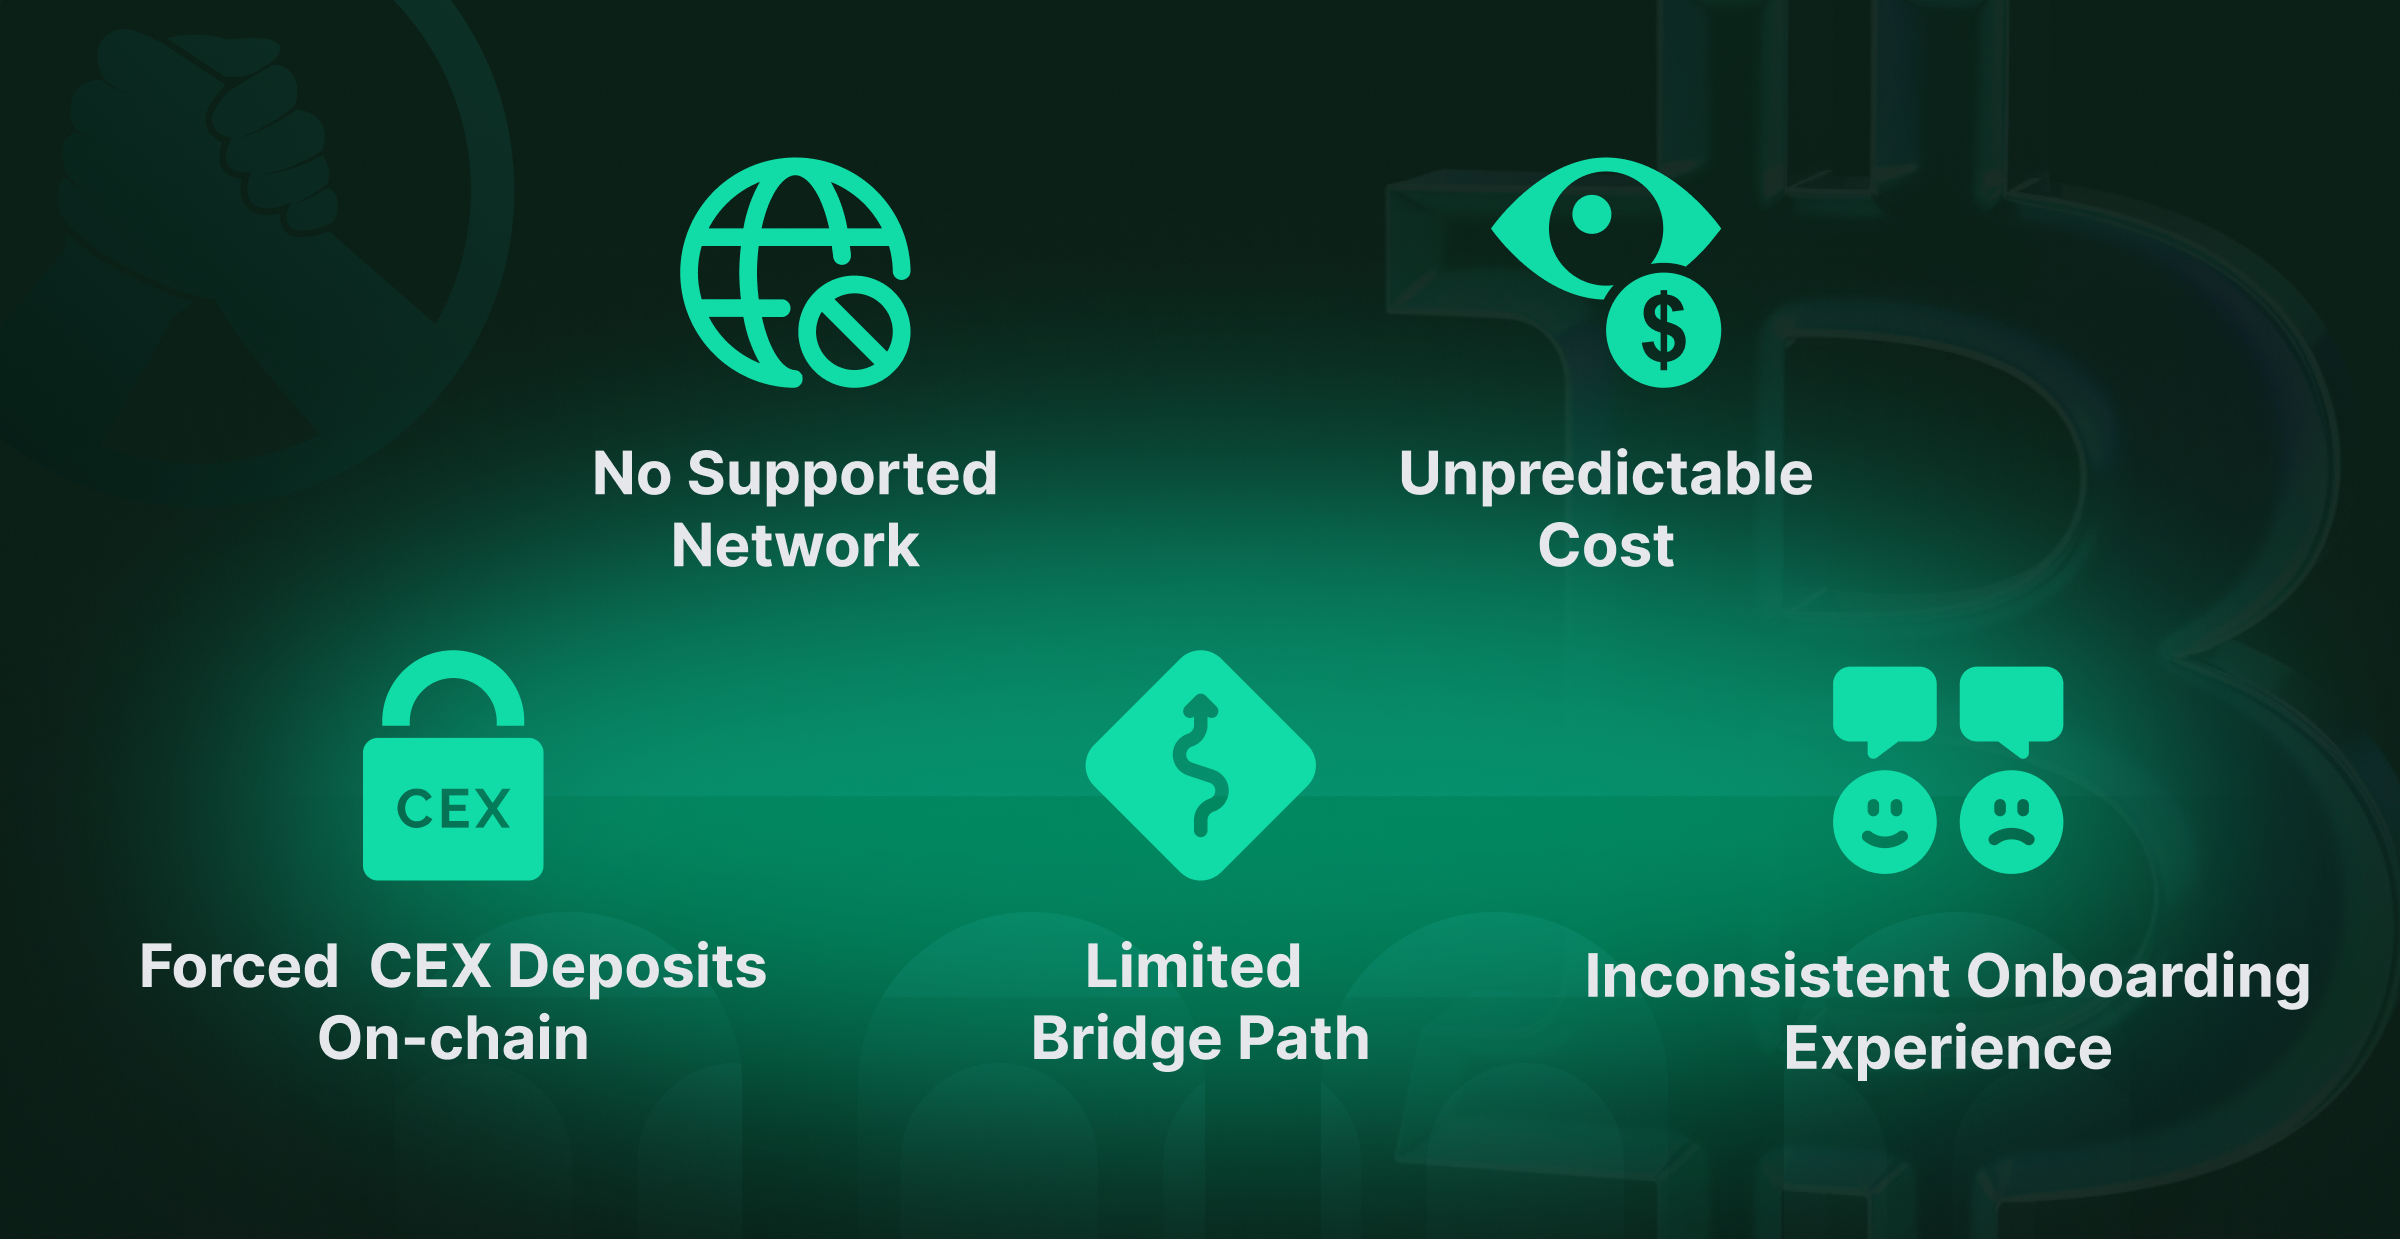 $
No Supported
Network
Unpredictable
Cost
CEX
Forced  CEX Deposits
On-chain
Limited
Bridge Path
Inconsistent Onboarding
Experience